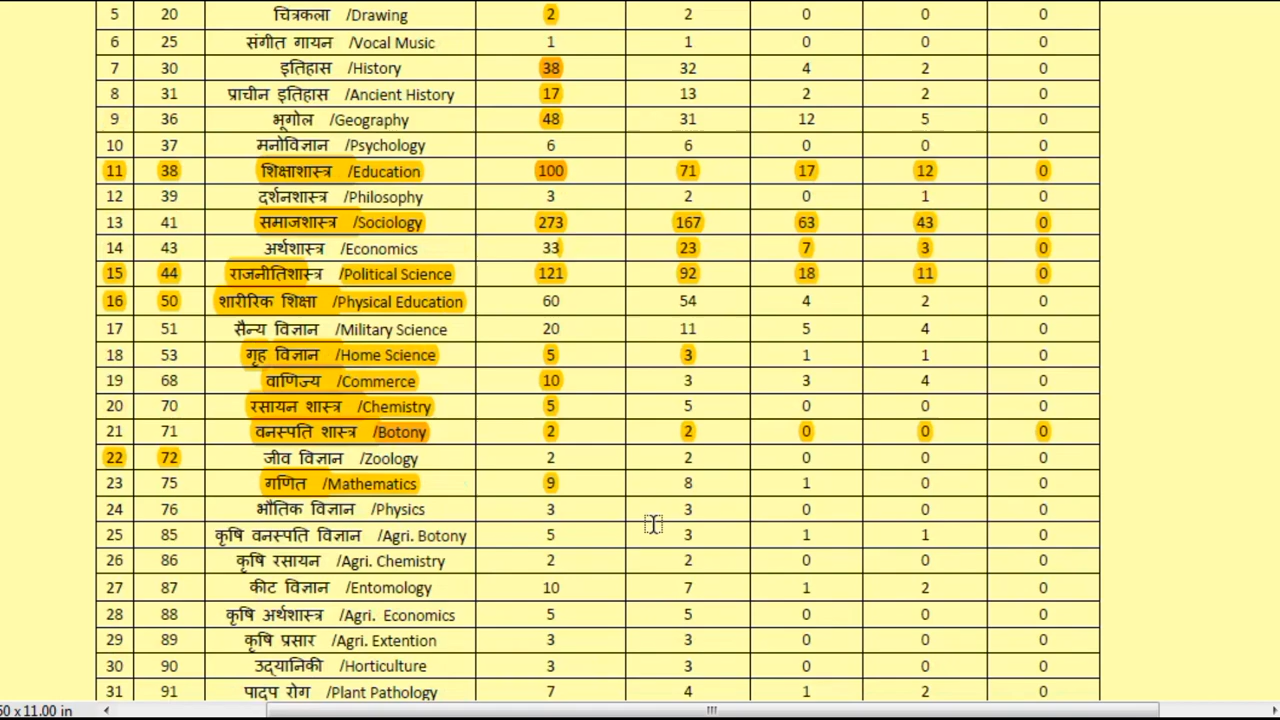 5 20 चित्रकला /Drawing 2 2 0 0 0
6 25 संगीत गायन /Vocal Music 1 1 0 0 0
7 30 इतिहास /History 38 32 4 2 0
8 31 प्राचीन इतिहास /Ancient History 17 13 2 2 0
9 36 भूगोल /Geography 48 31 12 5 0
10 37 मनोविज्ञान /Psychology 6 6 0 0 0
11 38 शिक्षाशास्त्र /Education 100 71 17 12 0
12 39 दर्शनशास्त्र /Philosophy 3 2 0 1 0
13 41 समाजशास्त्र /Sociology 273 167 63 43 0
14 43 अर्थशास्त्र /Economics 33 23 7 3 0
15 44 राजनीतिशास्त्र /Political Science 121 92 18 11 0
16 50 शारीरिक शिक्षा /Physical Education 60 54 4 2 0
17 51 सैन्य विज्ञान /Military Science 20 11 5 4 0
18 53 गृह विज्ञान /Home Science 5 3 1 1 0
19 68 वाणिज्य /Commerce 10 3 3 4 0
20 70 रसायन शास्त्र /Chemistry 5 5 0 0 0
21 71 वनस्पति शास्त्र /Botony 2 2 0 0 0
22 72 जीव विज्ञान /Zoology 2 2 0 0 0
23 75 गणित /Mathematics 9 8 1 0 0
24 76 भौतिक विज्ञान /Physics 3 3 0 0 0
25 85 कृषि वनस्पति विज्ञान /Agri. Botony 5 3 1 1 0
26 86 कृषि रसायन /Agri. Chemistry 2 2 0 0 0
27 87 कीट विज्ञान /Entomology 10 7 1 2 0
28 88 कृषि अर्थशास्त्र /Agri. Economics 5 5 0 0 0
29 89 कृषि प्रसार /Agri. Extention 3 3 0 0 0
30 90 उद्यानिकी /Horticulture 3 3 0 0 0
31 91 पादप रोग /Plant Pathology 7 4 1 2 0
50 x 11.00 in